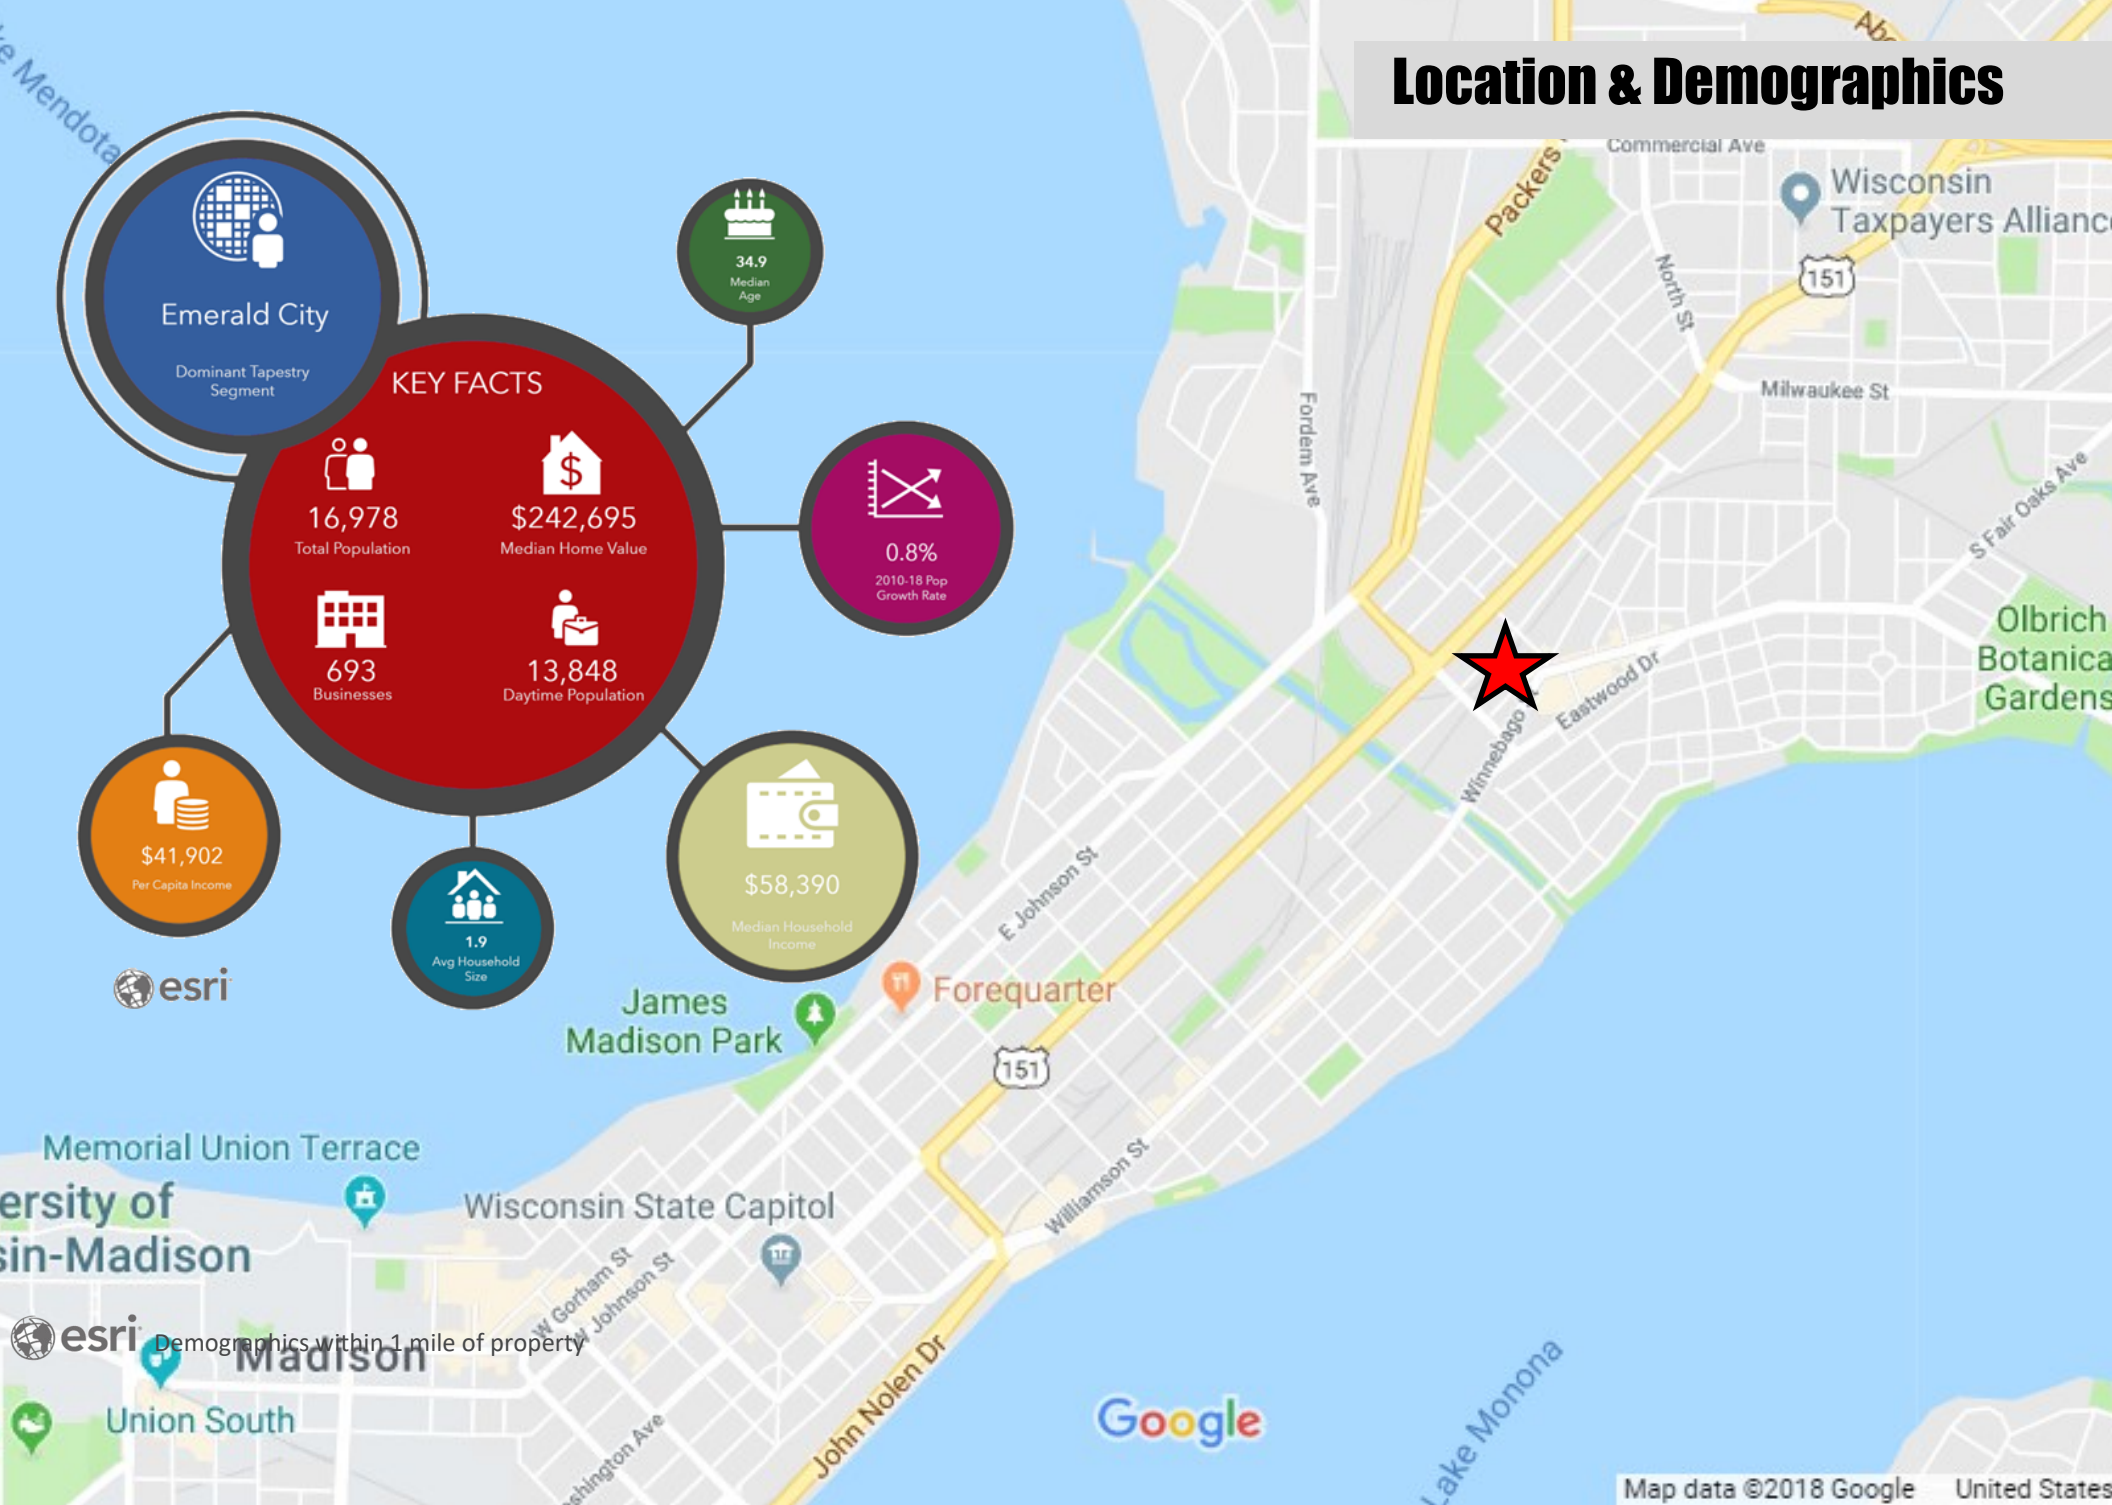 Location & Demographics
Mendota
Emerald City
Dominant Tapestry
Segment
KEY FACTS
16,978
Total Population
$242,695
Median Home Value
693
Businesses
13,848
Daytime Population
34.9
Median
Age
0.8%
2010-18 Pop
Growth Rate
$41,902
Per Capita Income
1.9
Avg Household
Size
$58,390
Median Household
Income
esri
Commercial Ave
Packers
Wisconsin
Taxpayers Alliance
151
North St
Milwaukee St
Fordem Ave
S Fair Oaks Ave
Olbrich
Botanica
Gardens
Eastwood Dr
Winnebago
E Johnson St
Forequarter
James
Madison Park
151
Williamson St
Memorial Union Terrace
ersity of
sin-Madison
Wisconsin State Capitol
W Gorham St
W Johnson St
esri
Demographics within 1 mile of property
Madison
Union South
shington Ave
John Nolen Dr
Google
Lake Monona
Map data ©2018 Google
United States